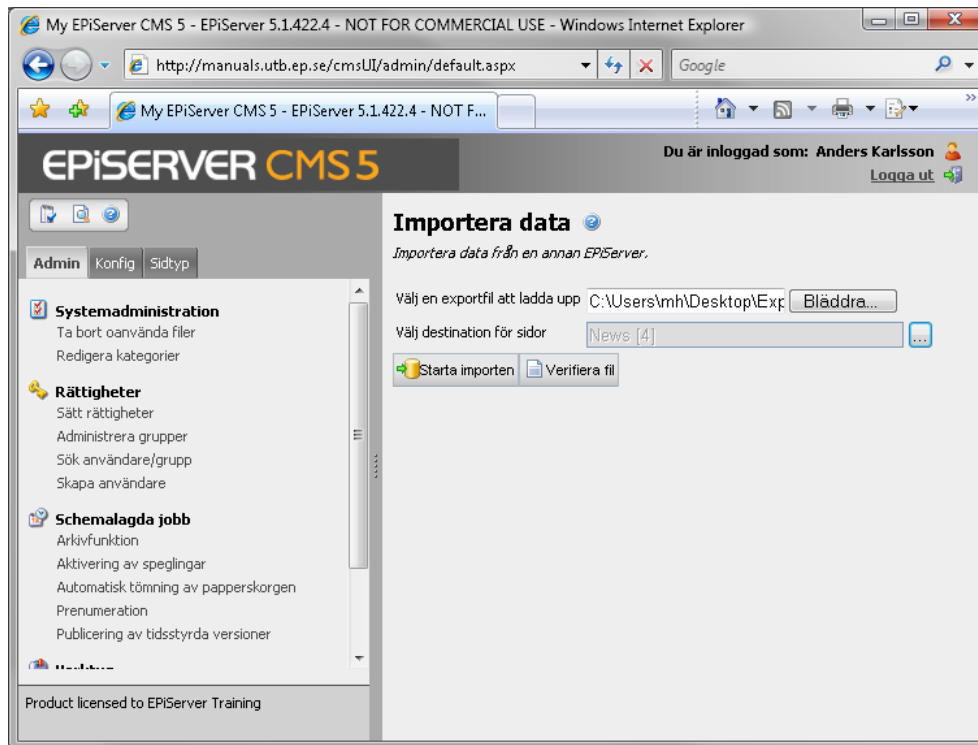 My EPiServer CMS 5 - EPiServer 5.1.422.4 - NOT FOR COMMERCIAL USE - Windows Internet Explorer
http://manuals.utb.ep.se/cmsUI/admin/default.aspx
Google
My EPiServer CMS 5 - EPiServer 5.1.422.4 - NOT F...
EPiSERVER CMS 5
Du är inloggad som: Anders Karlsson
Logga ut
Admin Konfig Sidtyp
Systemadministration
Ta bort oanvända filer
Redigera kategorier
Rättigheter
Sätt rättigheter
Administrera grupper
Sök användare/grupp
Skapa användare
Schemalagda jobb
Arkivfunktion
Aktivering av speglingar
Automatisk tömning av papperskorgen
Prenumeration
Publicering av tidsstyrda versioner
Product licensed to EPiServer Training
Importera data
Importera data från en annan EPiServer.
Välj en exportfil att ladda upp C:\Users\mh\Desktop\Exp Bläddra...
Välj destination för sidor News [4] ...
Starta importen Verifiera fil